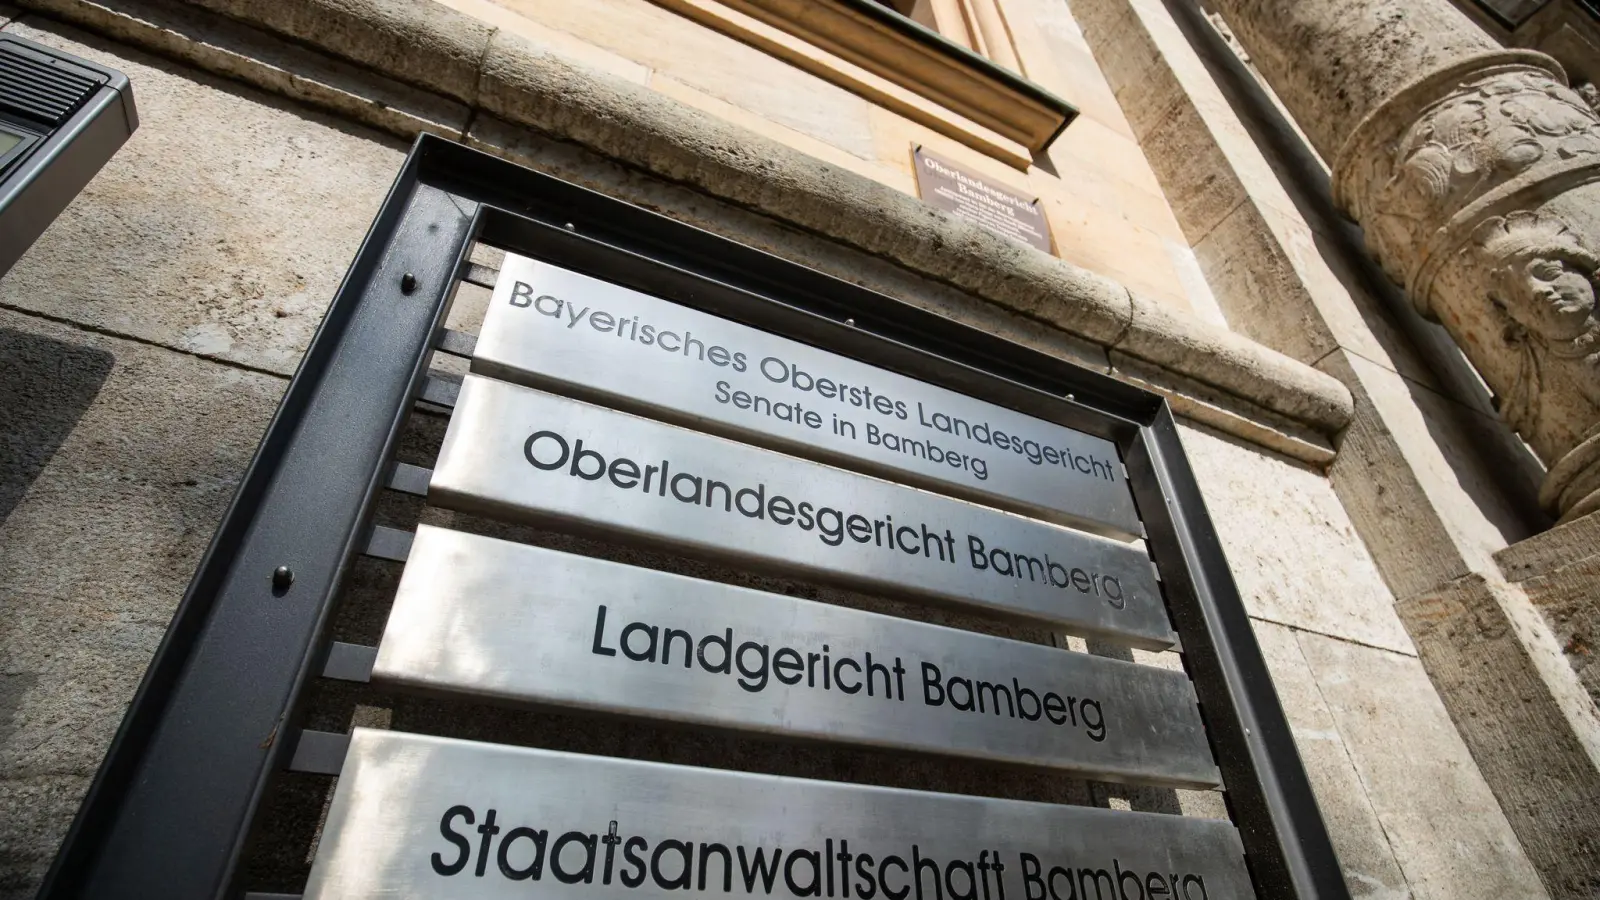 Oberlandesgericht
Bamberg
Bayerisches Oberstes Landesgericht
Senate in Bamberg
Oberlandesgericht Bamberg
Landgericht Bamberg
Staatsanwaltschaft Bamberg